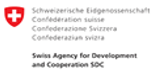 Schweizerische Eidgenossenschaft
Confédération suisse
Confederazione Svizzera
Confederaziun svizra
Swiss Agency for Development
and Cooperation SDC